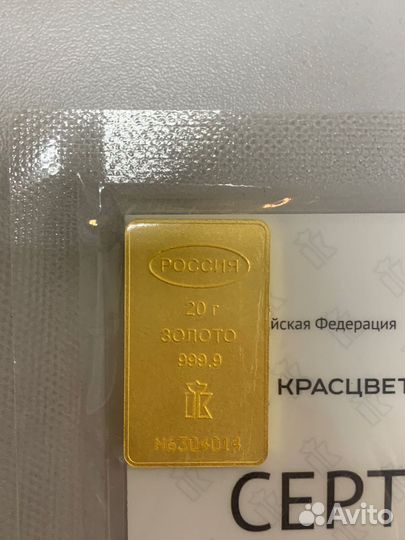 РОССИЯ
20 г
ЗОЛОТО
999,9
йская Федерация
КРАСЦВЕТ
СЕРТ
Avito